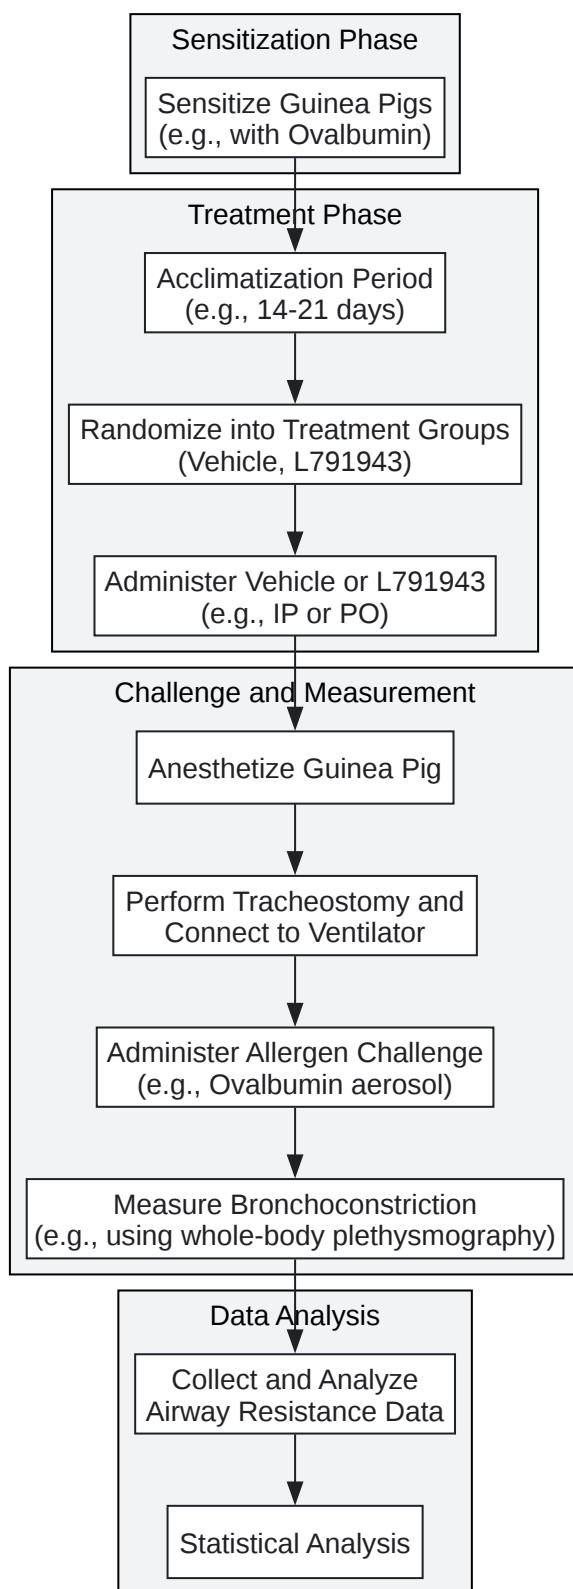 Sensitization Phase
Sensitize Guinea Pigs
(e.g., with Ovalbumin)
Treatment Phase
Acclimatization Period
(e.g., 14-21 days)
Randomize into Treatment Groups
(Vehicle, L791943)
Administer Vehicle or L791943
(e.g., IP or PO)
Challenge and Measurement
Anesthetize Guinea Pig
Perform Tracheostomy and
Connect to Ventilator
Administer Allergen Challenge
(e.g., Ovalbumin aerosol)
Measure Bronchoconstriction
(e.g., using whole-body plethysmography)
Data Analysis
Collect and Analyze
Airway Resistance Data
Statistical Analysis